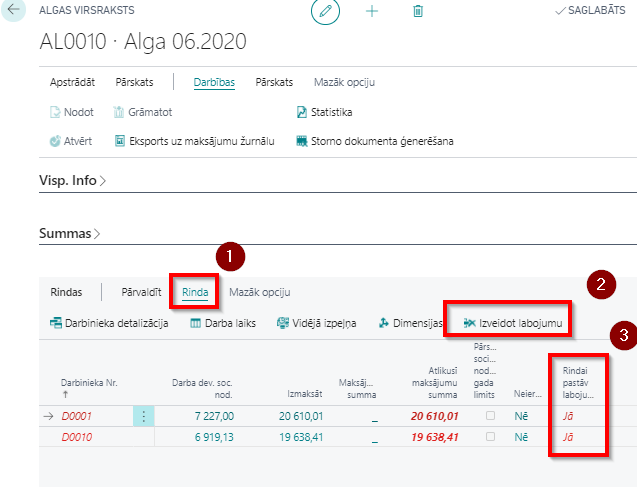 ALGAS VIRSRAKSTS
SAGLABĀTS
AL0010 · Alga 06.2020
Apstrādāt Pārskats Darbības Pārskats Mazāk opciju
Nodot Grāmatot Statistika
Atvērt Eksports uz maksājumu žurnālu Storno dokumenta ģenerēšana
Visp. Info
Summas
1
Rindas Pārvaldīt Rinda Mazāk opciju
2
Darbinieka detalizācija Darba laiks Vidējā izpeļņa Dimensijas Izveidot labojumu
3
Darbinieka Nr. ↑
Darba dev. soc. nod.
Izmaksāt
Maksāj... summa
Atlikusī maksājumu summa
Pārs... soci... nod... gada limits
Neier...
Rindai pastāv laboju...
D0001 7 227,00 20 610,01 _ 20 610,01 Nē Jā
D0010 6 919,13 19 638,41 _ 19 638,41 Nē Jā